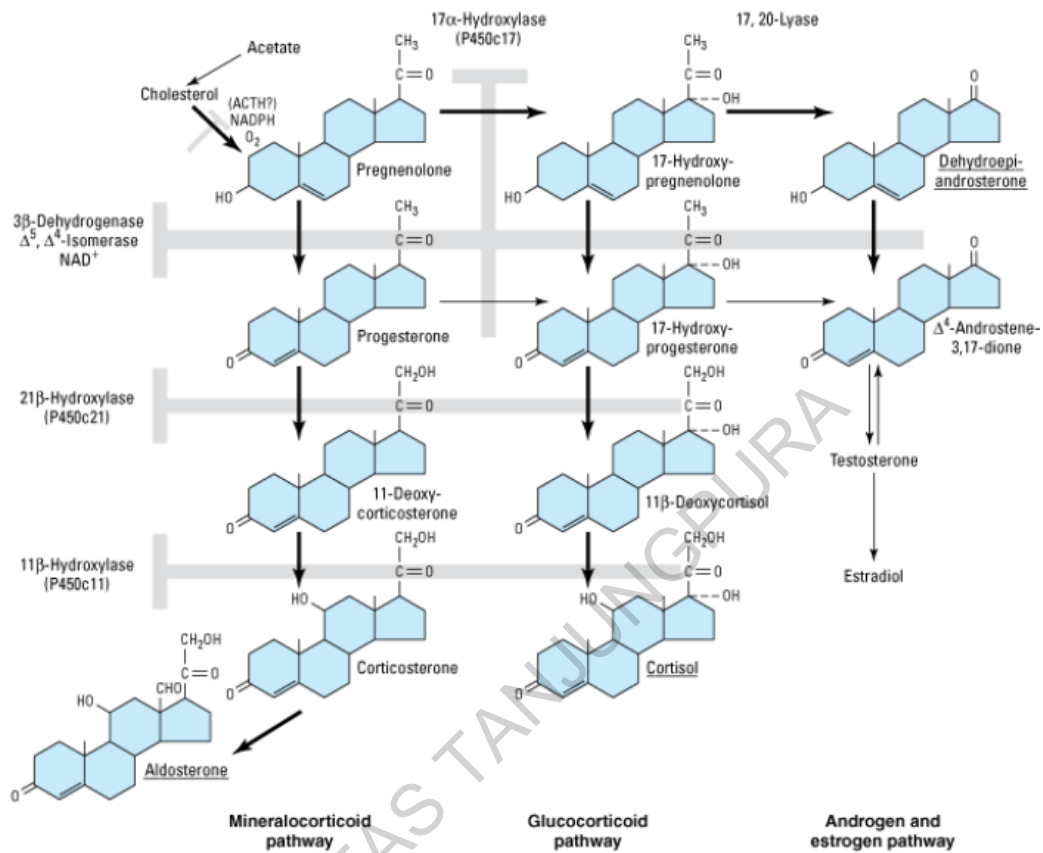 17α-Hydroxylase
(P450c17)
17, 20-Lyase
Acetate
Cholesterol
(ACTH?)
NADPH
O₂
CH₃
C=O
HO
Pregnenolone
CH₃
C=O
---OH
HO
17-Hydroxy-
pregnenolone
O
HO
Dehydroepi-
androsterone
3β-Dehydrogenase
Δ⁵, Δ⁴-Isomerase
NAD⁺
CH₃
C=O
O
Progesterone
CH₃
C=O
---OH
O
17-Hydroxy-
progesterone
O
O
Δ⁴-Androstene-
3,17-dione
21β-Hydroxylase
(P450c21)
CH₂OH
C=O
O
11-Deoxy-
corticosterone
CH₂OH
C=O
---OH
O
11β-Deoxycortisol
Testosterone
Estradiol
11β-Hydroxylase
(P450c11)
CH₂OH
C=O
HO
O
Corticosterone
CH₂OH
C=O
---OH
HO
O
Cortisol
CH₂OH
C=O
CHO
HO
O
Aldosterone
Mineralocorticoid
pathway
Glucocorticoid
pathway
Androgen and
estrogen pathway
TAS TANJUNGPURA